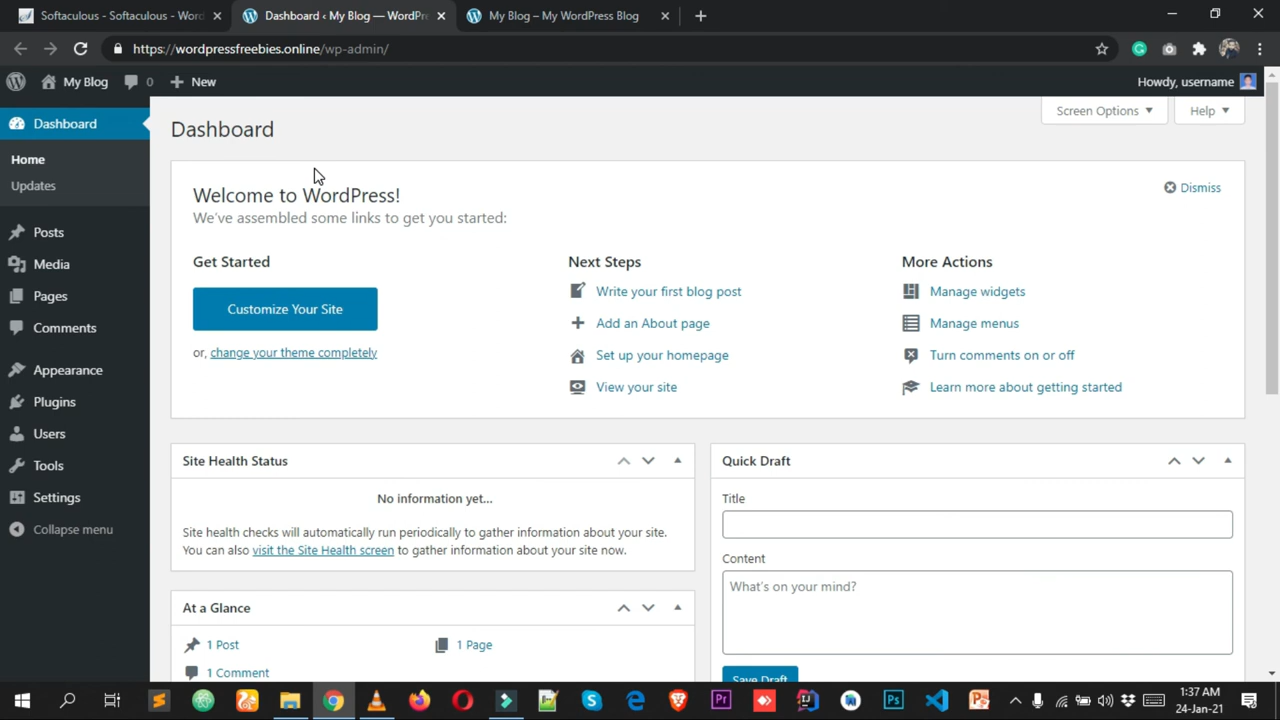 Softaculous - Softaculous - Word
Dashboard ‹ My Blog — WordPre
My Blog – My WordPress Blog
https://wordpressfreebies.online/wp-admin/
My Blog
0
New
Howdy, username
Dashboard
Home
Updates
Posts
Media
Pages
Comments
Appearance
Plugins
Users
Tools
Settings
Collapse menu
Screen Options
Help
Dashboard
Welcome to WordPress!
We've assembled some links to get you started:
Dismiss
Get Started
Customize Your Site
or, change your theme completely
Next Steps
Write your first blog post
Add an About page
Set up your homepage
View your site
More Actions
Manage widgets
Manage menus
Turn comments on or off
Learn more about getting started
Site Health Status
No information yet...
Site health checks will automatically run periodically to gather information about your site.
You can also visit the Site Health screen to gather information about your site now.
At a Glance
1 Post
1 Page
1 Comment
Quick Draft
Title
Content
What's on your mind?
Save Draft
Pr
Ps
1:37 AM
24-Jan-21